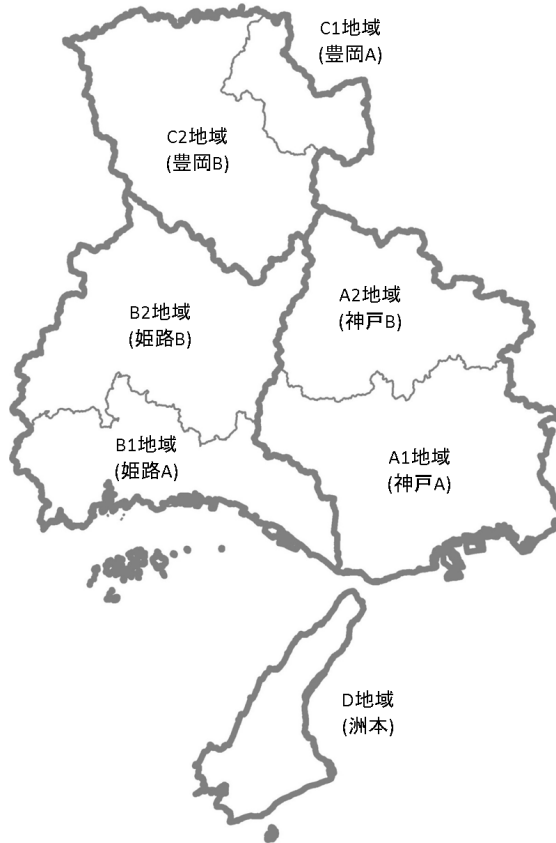 C1地域
(豊岡A)
C2地域
(豊岡B)
A2地域
(神戸B)
B2地域
(姫路B)
B1地域
(姫路A)
A1地域
(神戸A)
D地域
(洲本)